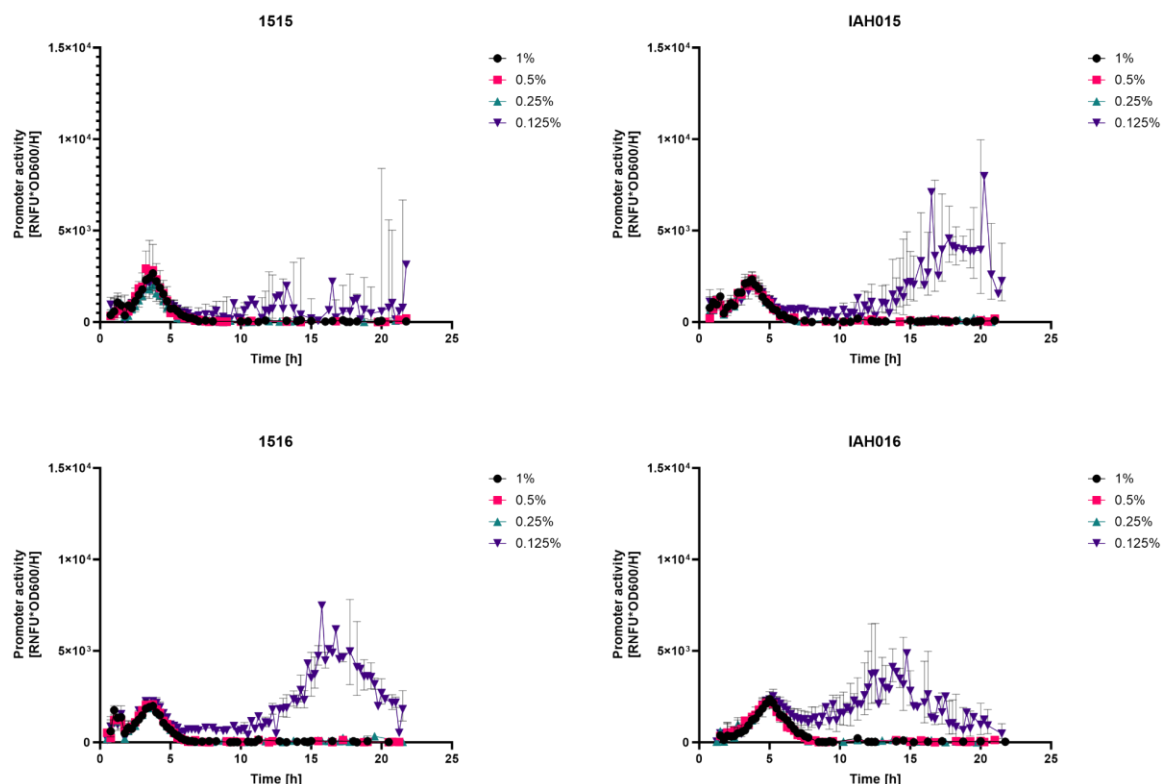 1515
1.5×10⁴
1×10⁴
5×10³
0
Promoter activity
[RNFU*OD600/H]
0 5 10 15 20 25
Time [h]
1%
0.5%
0.25%
0.125%
IAH015
1.5×10⁴
1×10⁴
5×10³
0
Promoter activity
[RNFU*OD600/H]
0 5 10 15 20 25
Time [h]
1%
0.5%
0.25%
0.125%
1516
1.5×10⁴
1×10⁴
5×10³
0
Promoter activity
[RNFU*OD600/H]
0 5 10 15 20 25
Time [h]
1%
0.5%
0.25%
0.125%
IAH016
1.5×10⁴
1×10⁴
5×10³
0
Promoter activity
[RNFU*OD600/H]
0 5 10 15 20 25
Time [h]
1%
0.5%
0.25%
0.125%